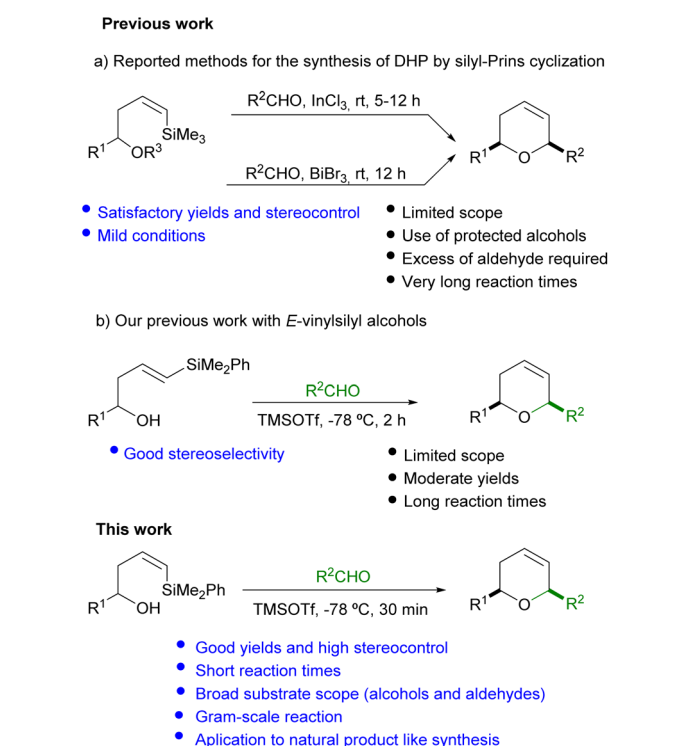 Previous work
a) Reported methods for the synthesis of DHP by silyl-Prins cyclization
R²CHO, InCl₃, rt, 5-12 h
SiMe₃
R¹ OR³
R¹ O R²
R²CHO, BiBr₃, rt, 12 h
• Satisfactory yields and stereocontrol
• Mild conditions
• Limited scope
• Use of protected alcohols
• Excess of aldehyde required
• Very long reaction times
b) Our previous work with E-vinylsilyl alcohols
SiMe₂Ph
R¹ OH
R²CHO
TMSOTf, -78 ºC, 2 h
R¹ O R²
• Good stereoselectivity
• Limited scope
• Moderate yields
• Long reaction times
This work
SiMe₂Ph
R¹ OH
R²CHO
TMSOTf, -78 ºC, 30 min
R¹ O R²
• Good yields and high stereocontrol
• Short reaction times
• Broad substrate scope (alcohols and aldehydes)
• Gram-scale reaction
• Aplication to natural product like synthesis